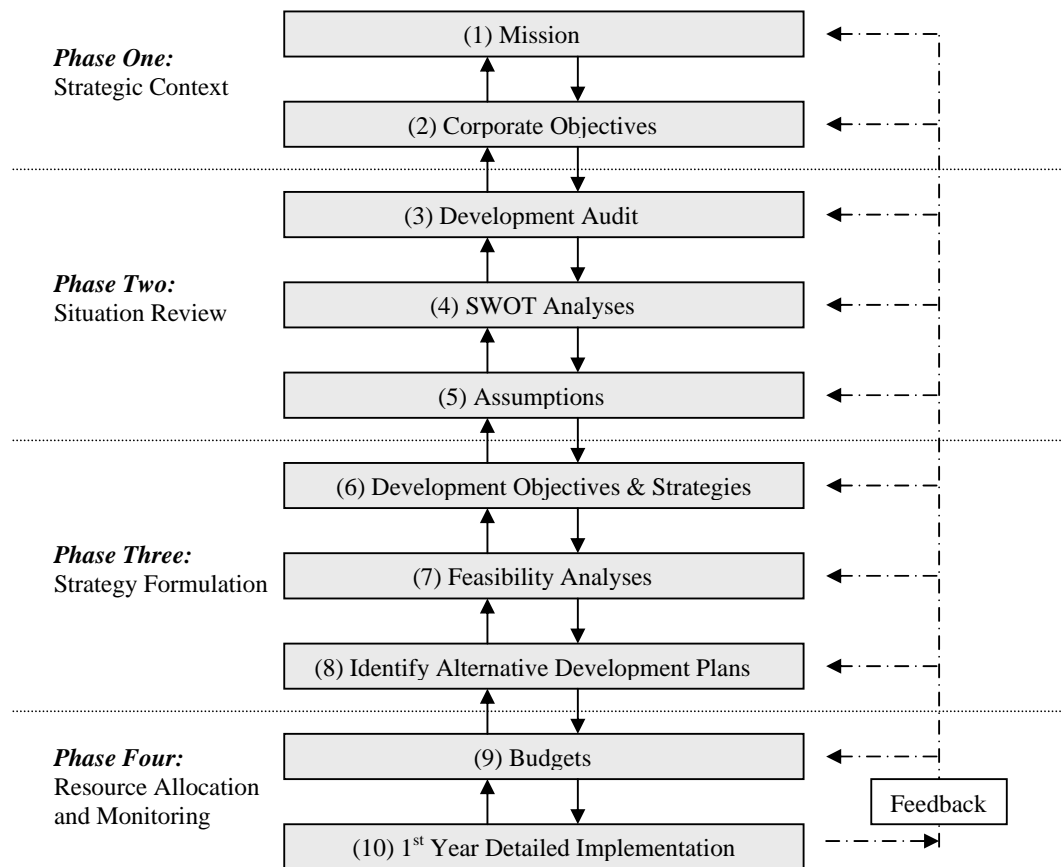 (1) Mission
Phase One:
Strategic Context
(2) Corporate Objectives
(3) Development Audit
Phase Two:
Situation Review
(4) SWOT Analyses
(5) Assumptions
(6) Development Objectives & Strategies
Phase Three:
Strategy Formulation
(7) Feasibility Analyses
(8) Identify Alternative Development Plans
Phase Four:
Resource Allocation
and Monitoring
(9) Budgets
Feedback
(10) 1st Year Detailed Implementation